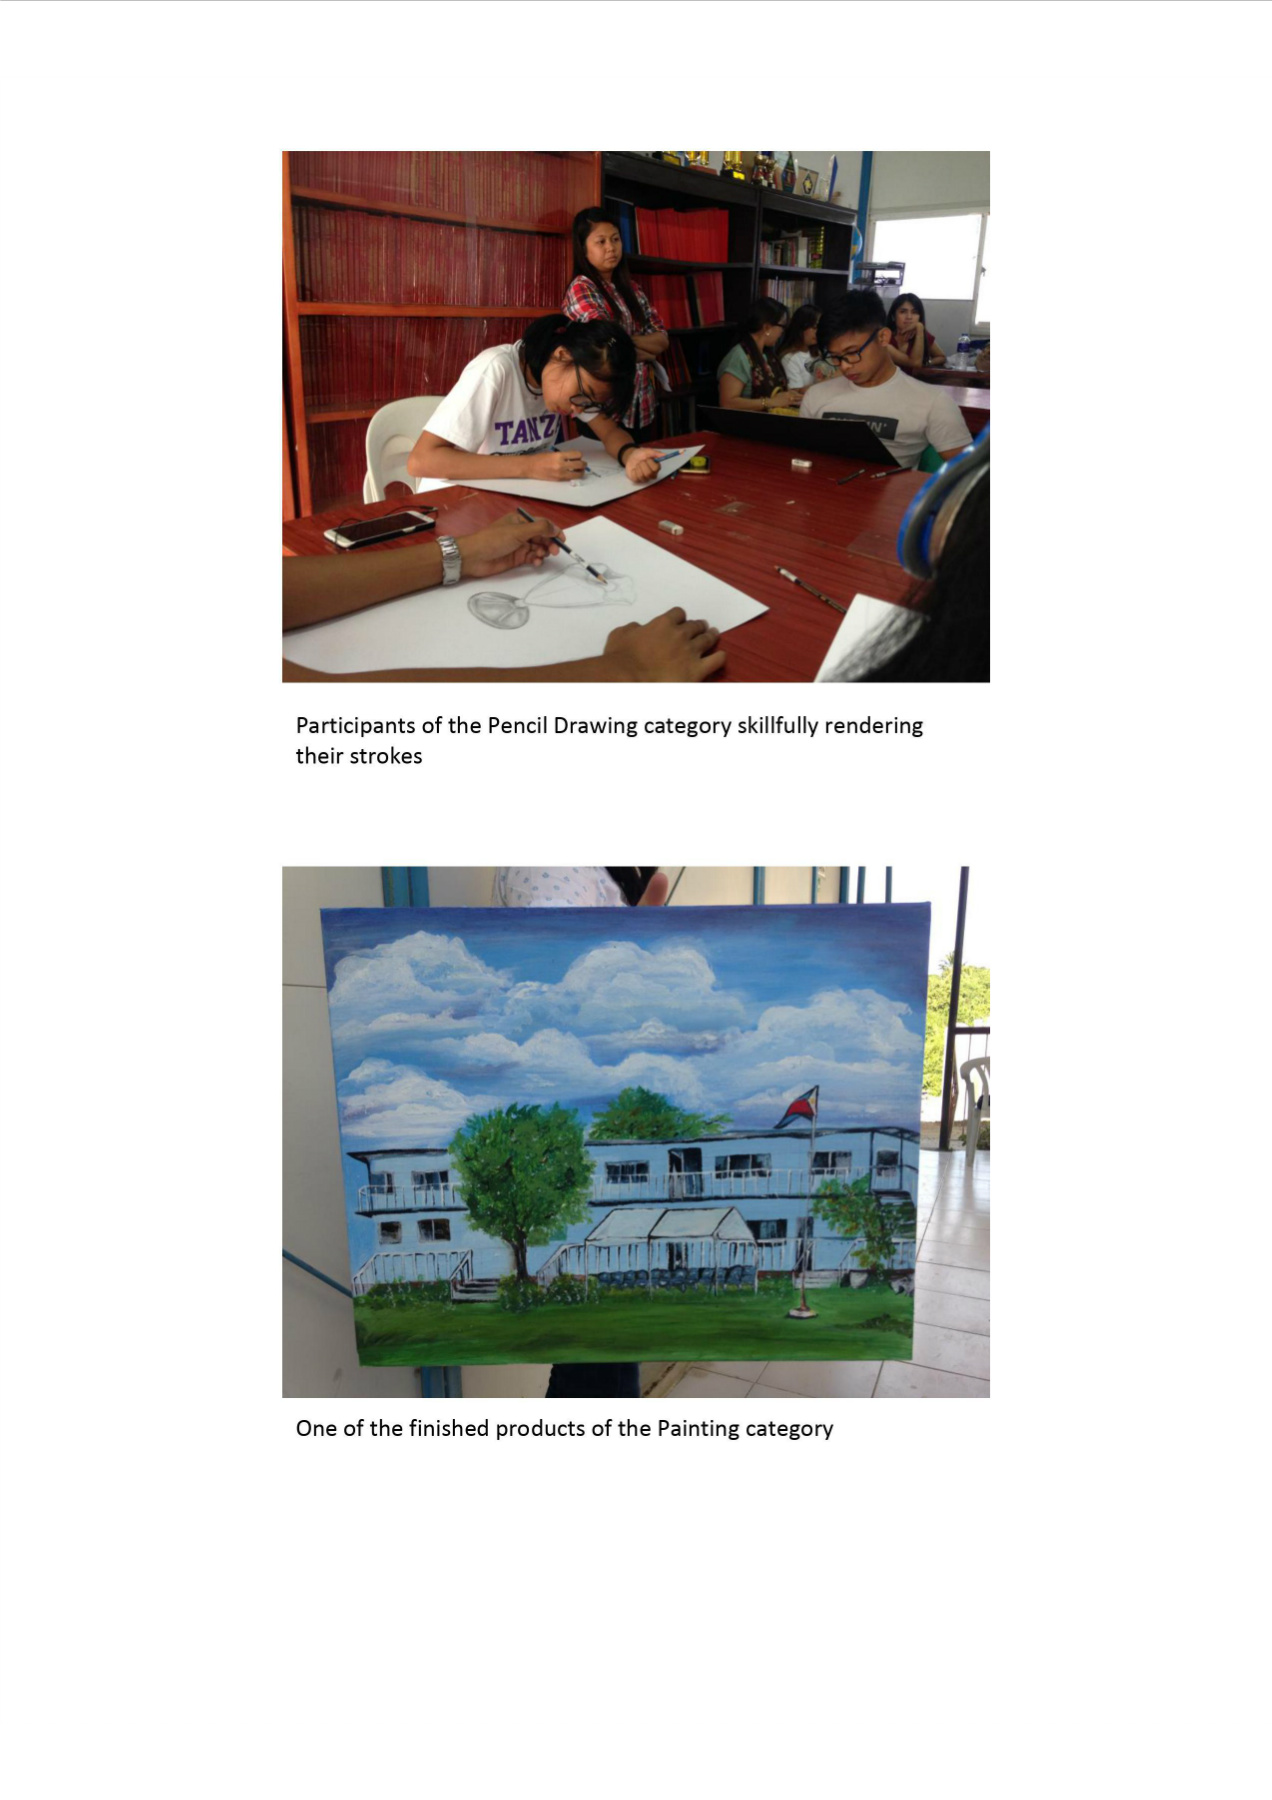 TANZ
Participants of the Pencil Drawing category skillfully rendering
their strokes
One of the finished products of the Painting category